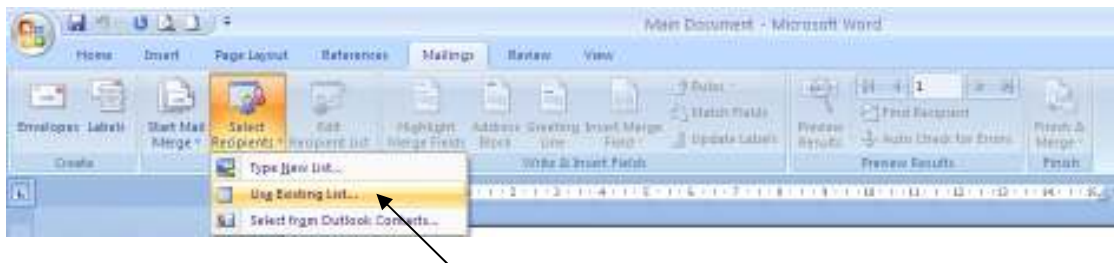 Main Document - Microsoft Word
Home Insert Page Layout References Mailings Review View
Envelopes Labels Start Mail Merge Select Recipients Edit Recipient List Highlight Merge Fields Address Block Greeting Line Insert Merge Field Rules Match Fields Update Labels Preview Results 1 Find Recipient Auto Check for Errors Finish & Merge
Create Write & Insert Fields Preview Results Finish
Type New List...
Use Existing List...
Select from Outlook Contacts...